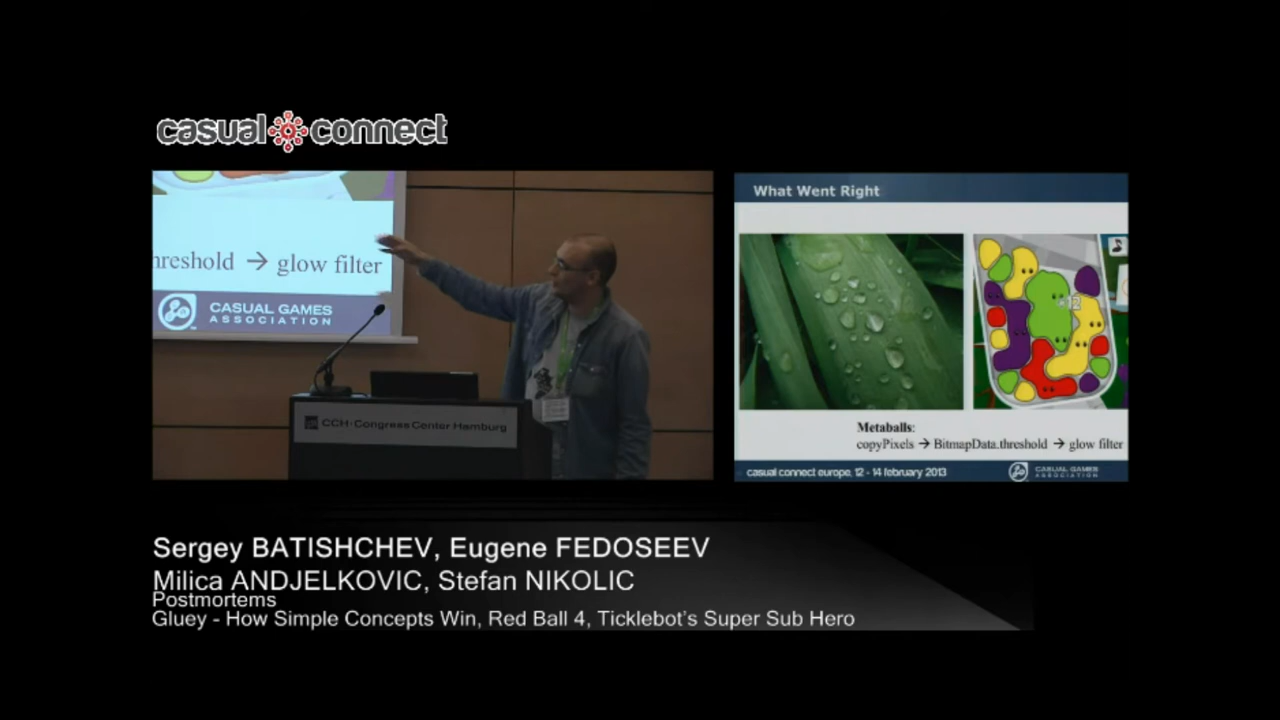 casual connect
hreshold → glow filter
CASUAL GAMES
ASSOCIATION
CCH·Congress Center Hamburg
What Went Right
12
Metaballs:
copyPixels → BitmapData.threshold → glow filter
casual connect europe, 12 - 14 february 2013
CASUAL GAMES
ASSOCIATION
Sergey BATISHCHEV, Eugene FEDOSEEV
Milica ANDJELKOVIC, Stefan NIKOLIC
Postmortems
Gluey - How Simple Concepts Win, Red Ball 4, Ticklebot's Super Sub Hero